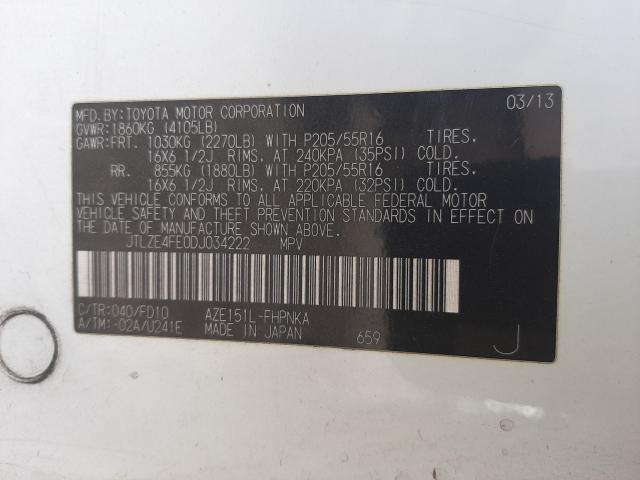 MFD.BY:TOYOTA MOTOR CORPORATION 03/13
GVWR:1860KG (4105LB)
GAWR:FRT. 1030KG (2270LB) WITH P205/55R16 TIRES.
16X6 1/2J RIMS. AT 240KPA (35PSI) COLD.
RR. 855KG (1880LB) WITH P205/55R16 TIRES.
16X6 1/2J RIMS. AT 220KPA (32PSI) COLD.
THIS VEHICLE CONFORMS TO ALL APPLICABLE FEDERAL MOTOR
VEHICLE SAFETY AND THEFT PREVENTION STANDARDS IN EFFECT ON
THE DATE OF MANUFACTURE SHOWN ABOVE.
JTLZE4FE0DJ034222 MPV
C/TR:040/FD10 AZE151L-FHPNKA
A/TM:-02A/U241E MADE IN JAPAN 659 J